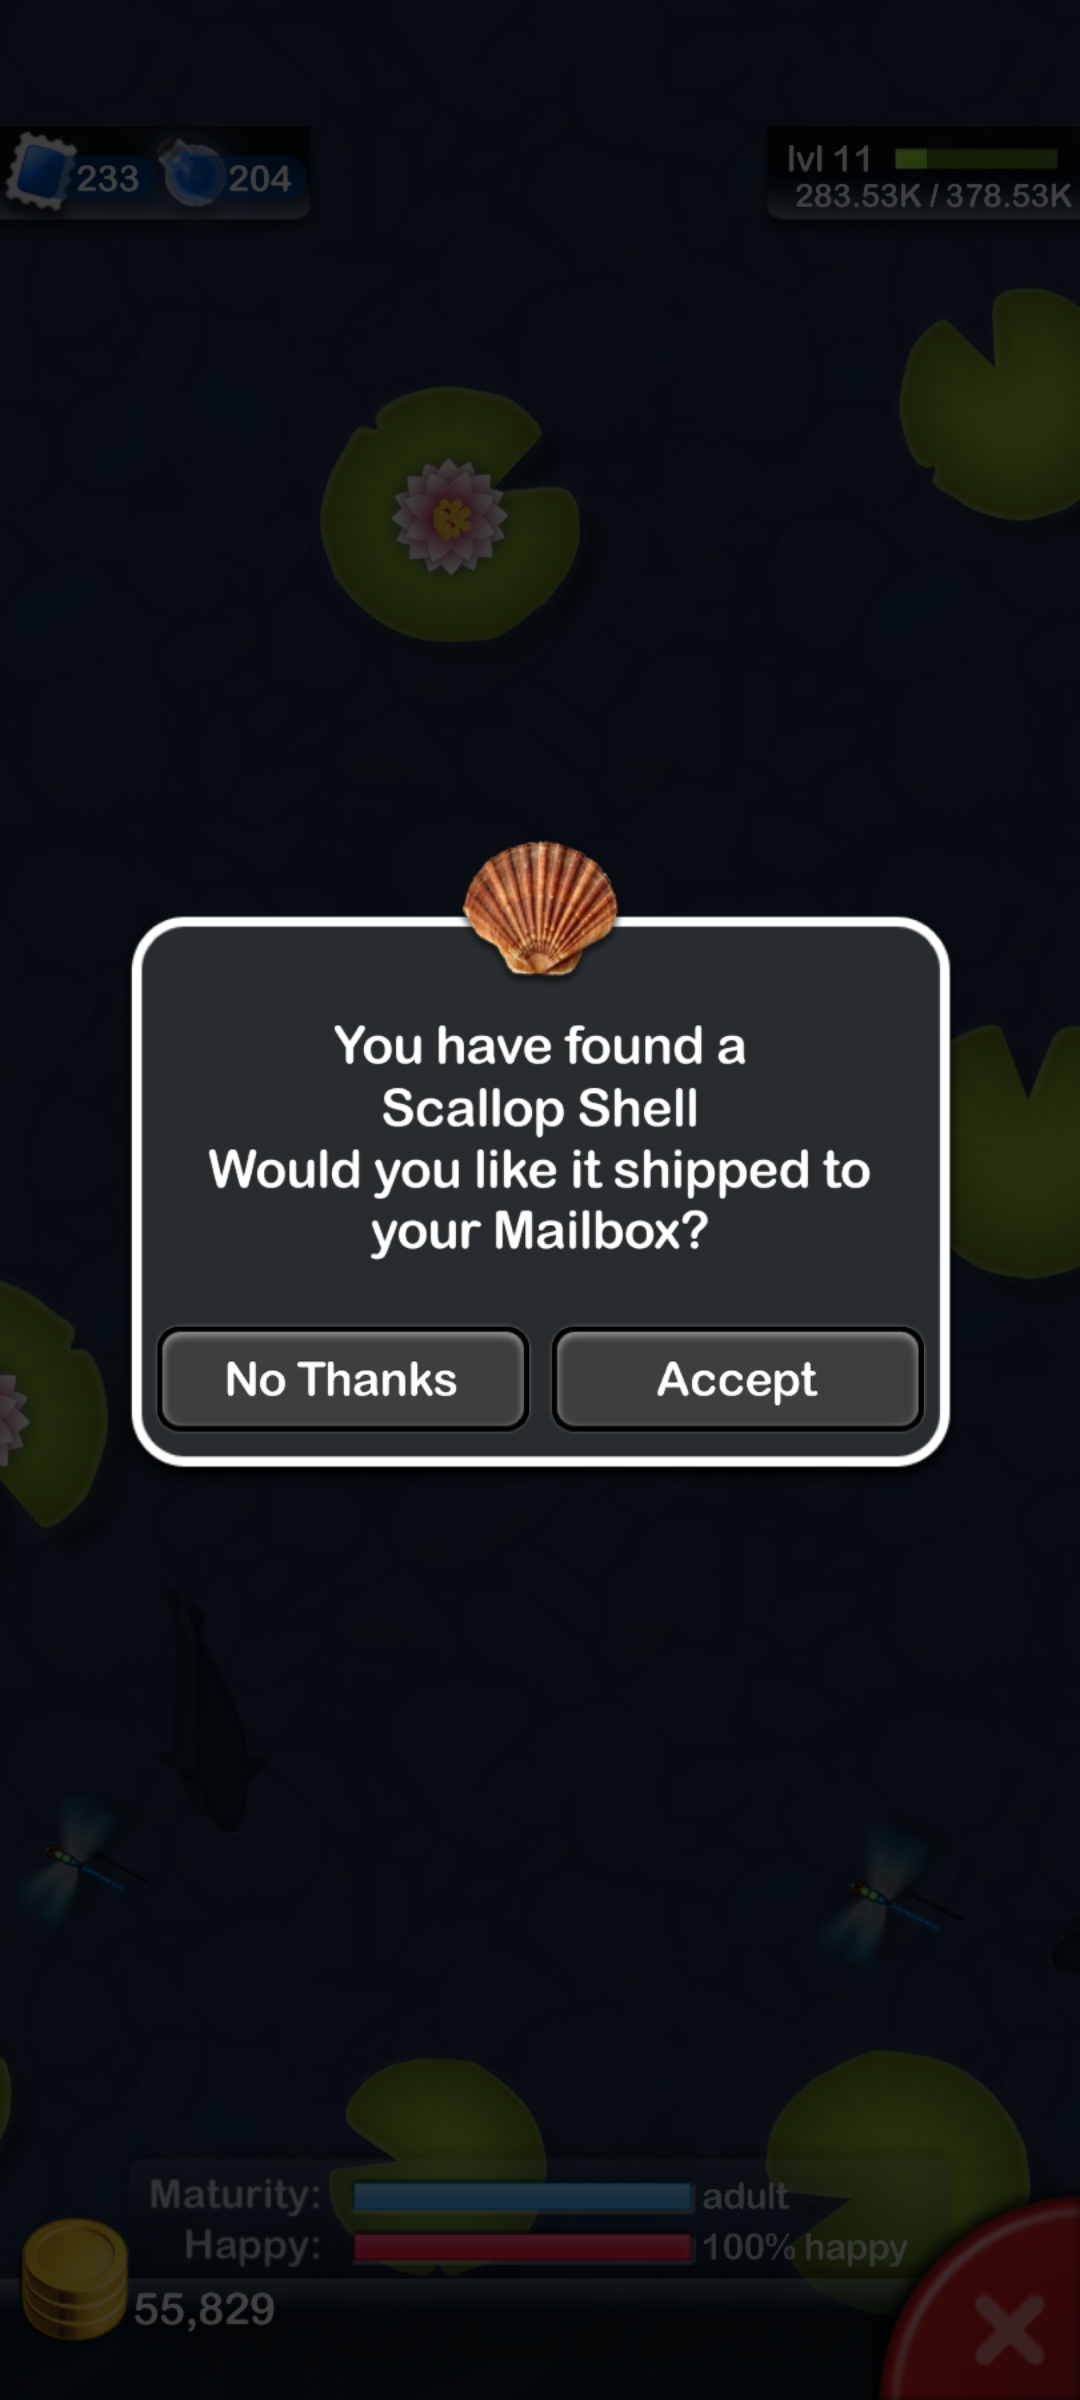 233 204
lvl 11
283.53K / 378.53K
You have found a
Scallop Shell
Would you like it shipped to
your Mailbox?
No Thanks Accept
Maturity: adult
Happy: 100% happy
55,829